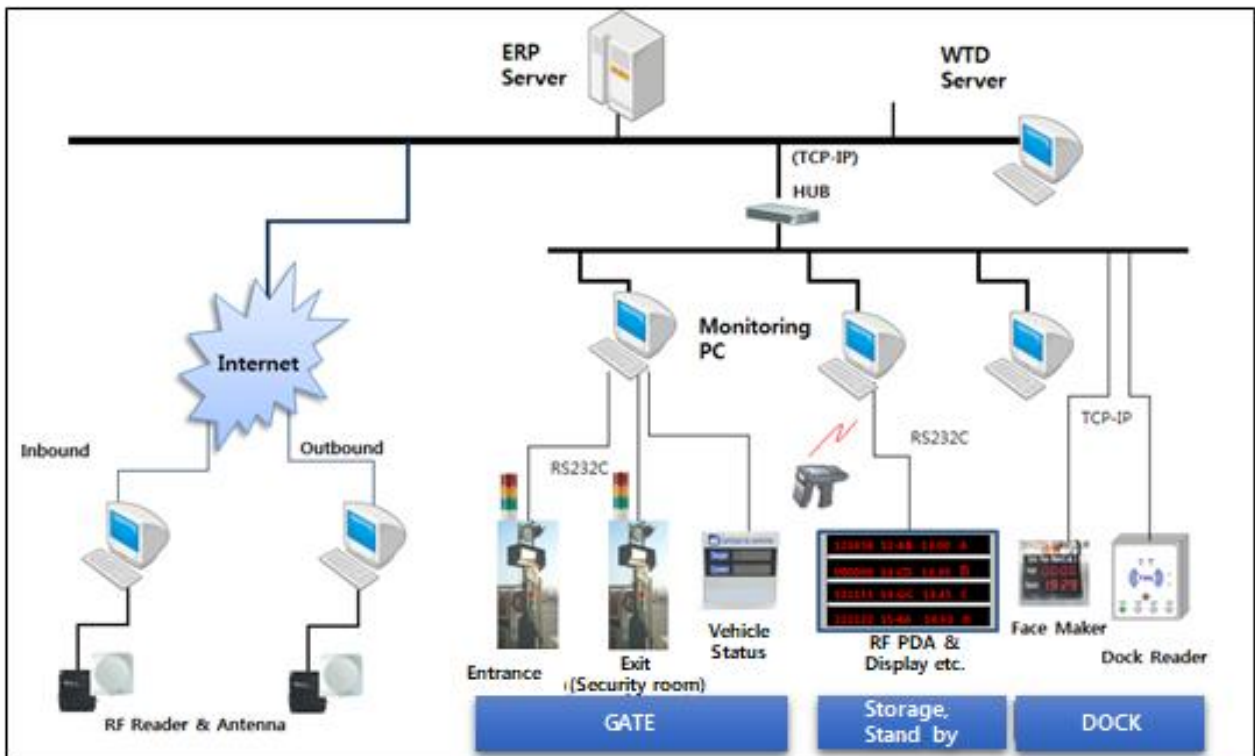 ERP
Server
WTD
Server
(TCP-IP)
HUB
Monitoring
PC
Internet
Inbound
Outbound
RS232C
RS232C
TCP-IP
Entrance
Exit
(Security room)
Vehicle
Status
RF PDA &
Display etc.
Face Maker
Dock Reader
RF Reader & Antenna
GATE
Storage,
Stand by
DOCK